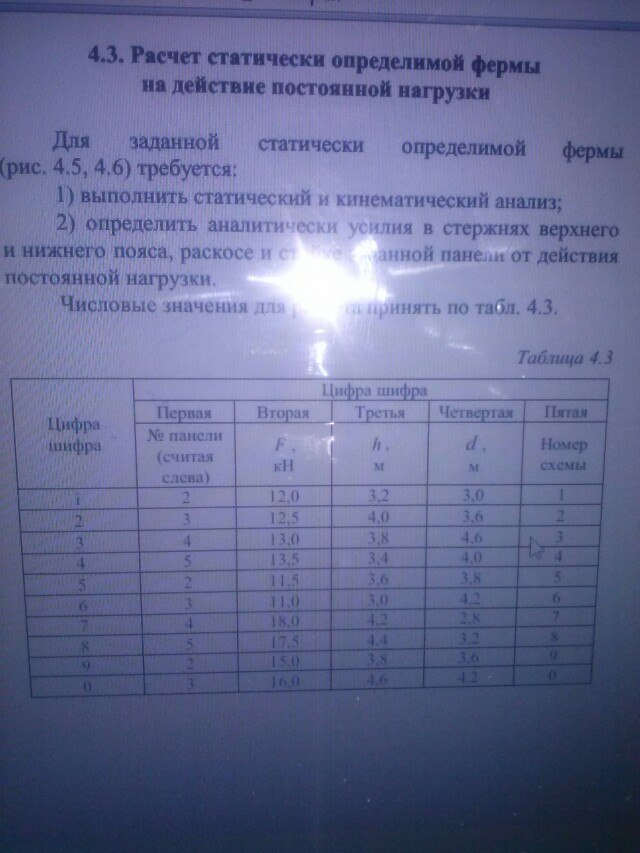 4.3. Расчет статически определимой фермы
на действие постоянной нагрузки
Для заданной статически определимой фермы
(рис. 4.5, 4.6) требуется:
1) выполнить статический и кинематический анализ;
2) определить аналитически усилия в стержнях верхнего
и нижнего пояса, раскосе и панели от действия
постоянной нагрузки.
Числовые значения для принять по табл. 4.3.
Таблица 4.3
Цифра шифра
Цифра шифра
Первая Вторая Третья Четвертая Пятая
№ панели (считая слева) F, кН h, м d, м Номер схемы
1 2 12,0 3,2 3,0 1
2 3 12,5 4,0 3,6 2
3 4 13,0 3,8 4,6 3
4 5 13,5 3,4 4,0 4
5 2 11,5 3,6 3,8 5
6 3 11,0 3,0 4,2 6
7 4 18,0 4,2 2,8 7
8 5 17,5 4,4 3,2 8
9 2 15,0 3,8 3,6 9
0 3 16,0 4,6 4,2 0